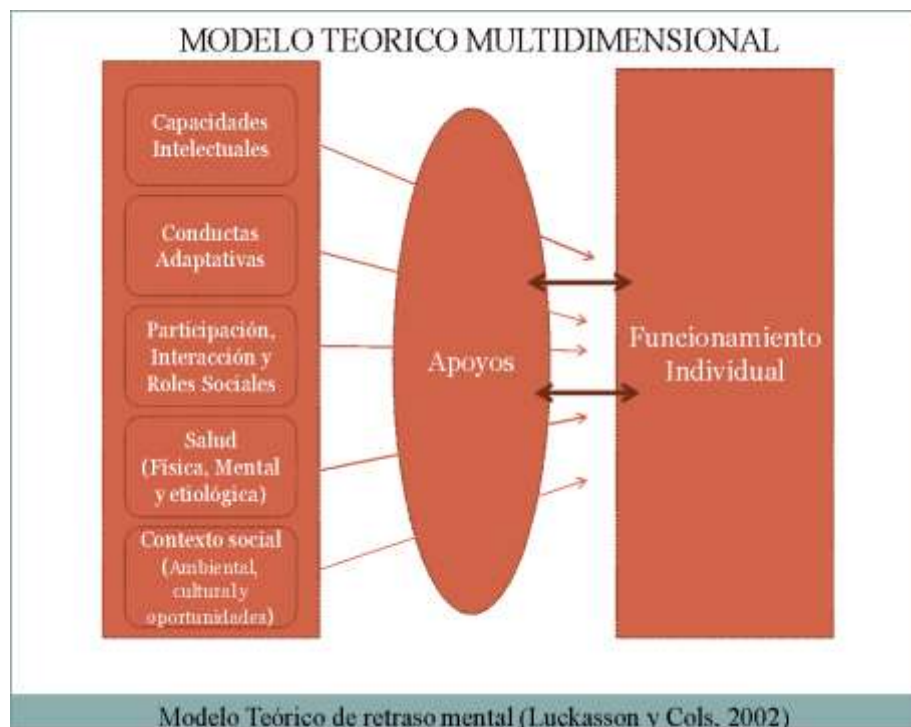 MODELO TEORICO MULTIDIMENSIONAL
Capacidades
Intelectuales
Conductas
Adaptativas
Participación,
Interacción y
Roles Sociales
Salud
(Física, Mental
y etiológica)
Contexto social
(Ambiental,
cultural y
oportunidades)
Apoyos
Funcionamiento
Individual
Modelo Teórico de retraso mental (Luckasson y Cols, 2002)